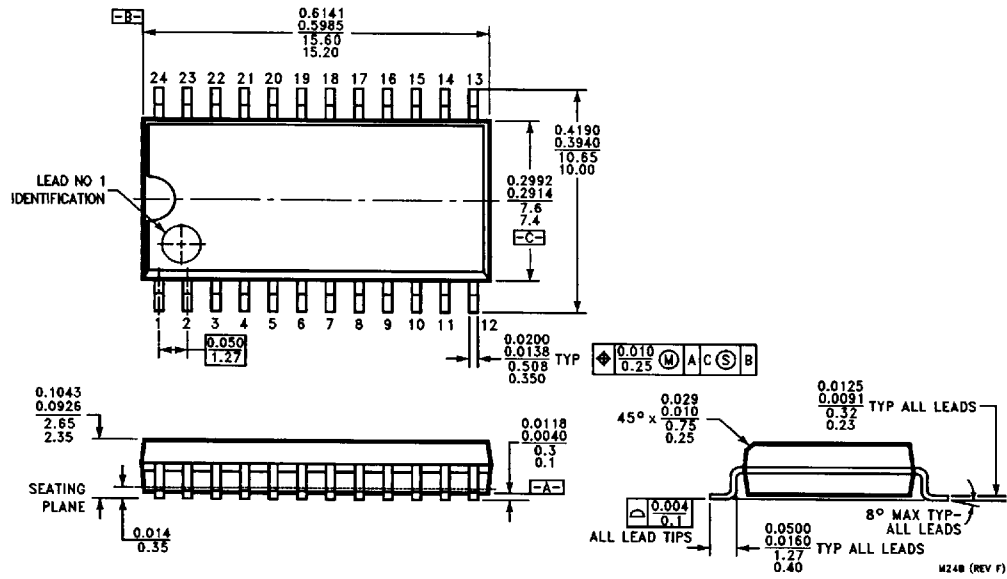 -B-
0.6141
0.5985
15.60
15.20
24 23 22 21 20 19 18 17 16 15 14 13
LEAD NO 1
IDENTIFICATION
0.4190
0.3940
10.65
10.00
0.2992
0.2914
7.6
7.4
-C-
1 2 3 4 5 6 7 8 9 10 11 12
0.050
1.27
0.0200
0.0138
0.508
0.350
TYP
0.010
0.25
M A C S B
0.1043
0.0926
2.65
2.35
SEATING
PLANE
0.014
0.35
0.0118
0.0040
0.3
0.1
-A-
45° x
0.029
0.010
0.75
0.25
0.0125
0.0091
0.32
0.23
TYP ALL LEADS
0.004
0.1
ALL LEAD TIPS
0.0500
0.0160
1.27
0.40
TYP ALL LEADS
8° MAX TYP-
ALL LEADS
M24B (REV F)